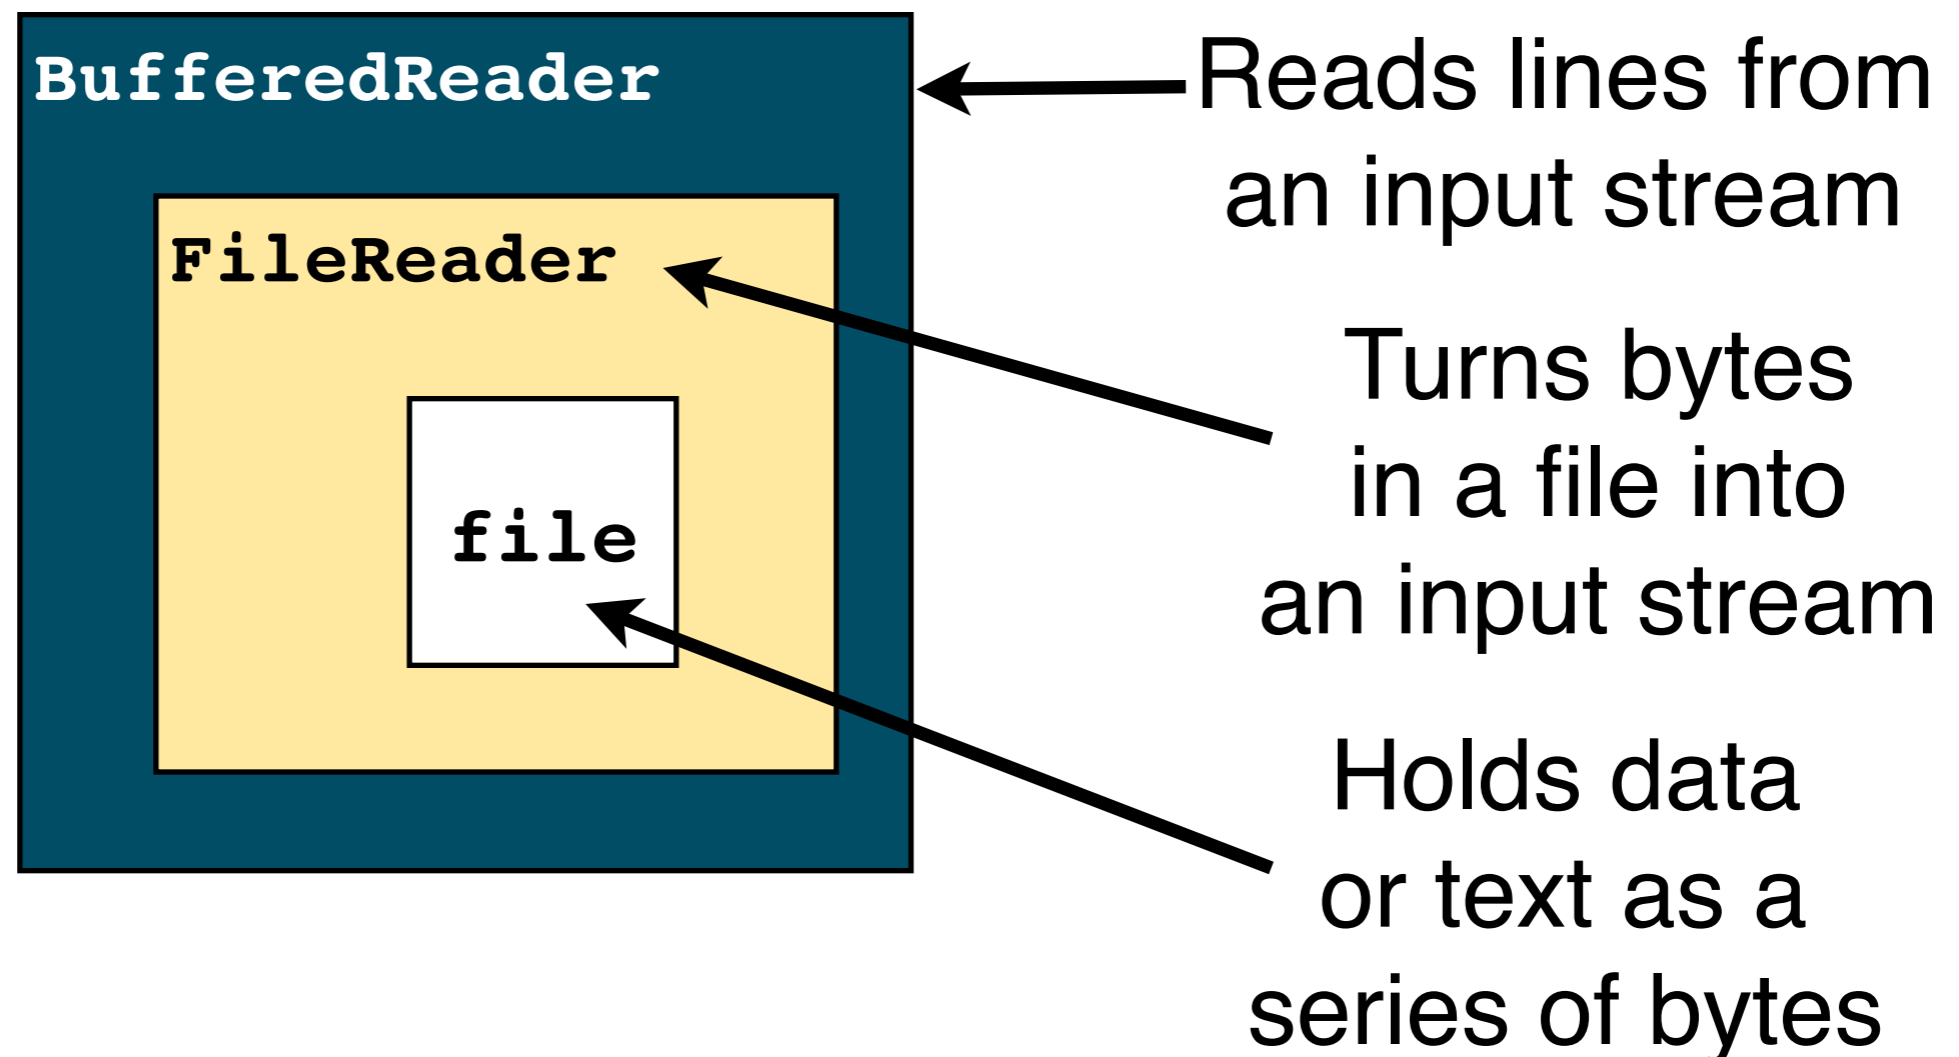 BufferedReader
FileReader
file
Reads lines from
an input stream
Turns bytes
in a file into
an input stream
Holds data
or text as a
series of bytes